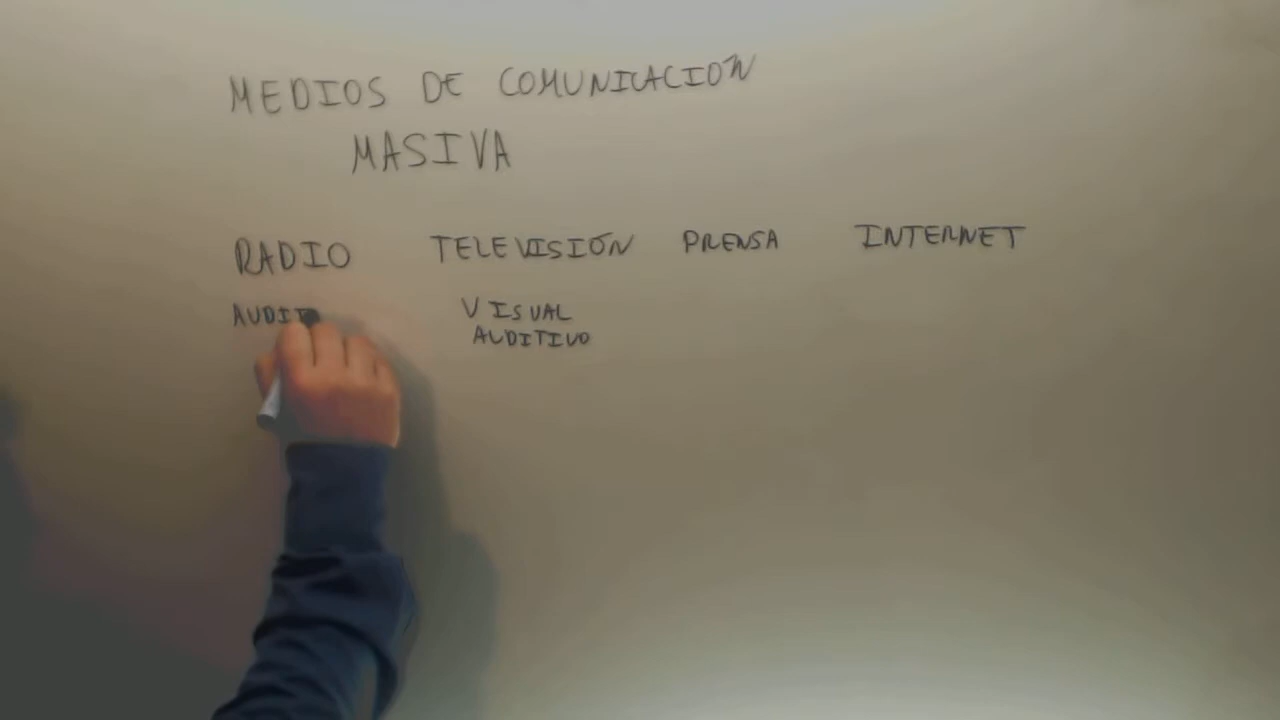 MEDIOS DE COMUNICACION
MASIVA
RADIO TELEVISIÓN PRENSA INTERNET
VISUAL
AUDITIVO